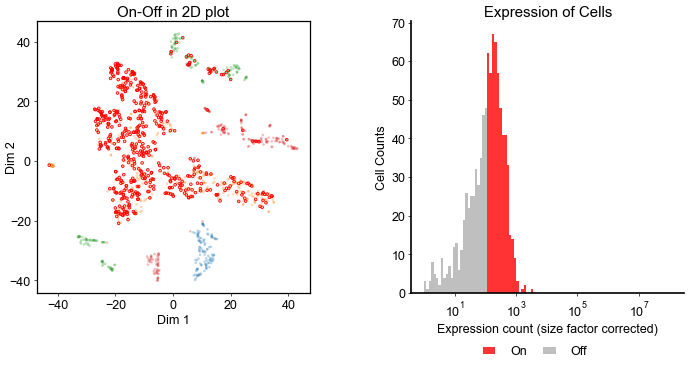 On-Off in 2D plot
Dim 2
40
20
0
−20
−40
−40 −20 0 20 40
Dim 1
Expression of Cells
Cell Counts
70
60
50
40
30
20
10
0
10^1 10^3 10^5 10^7
Expression count (size factor corrected)
On Off